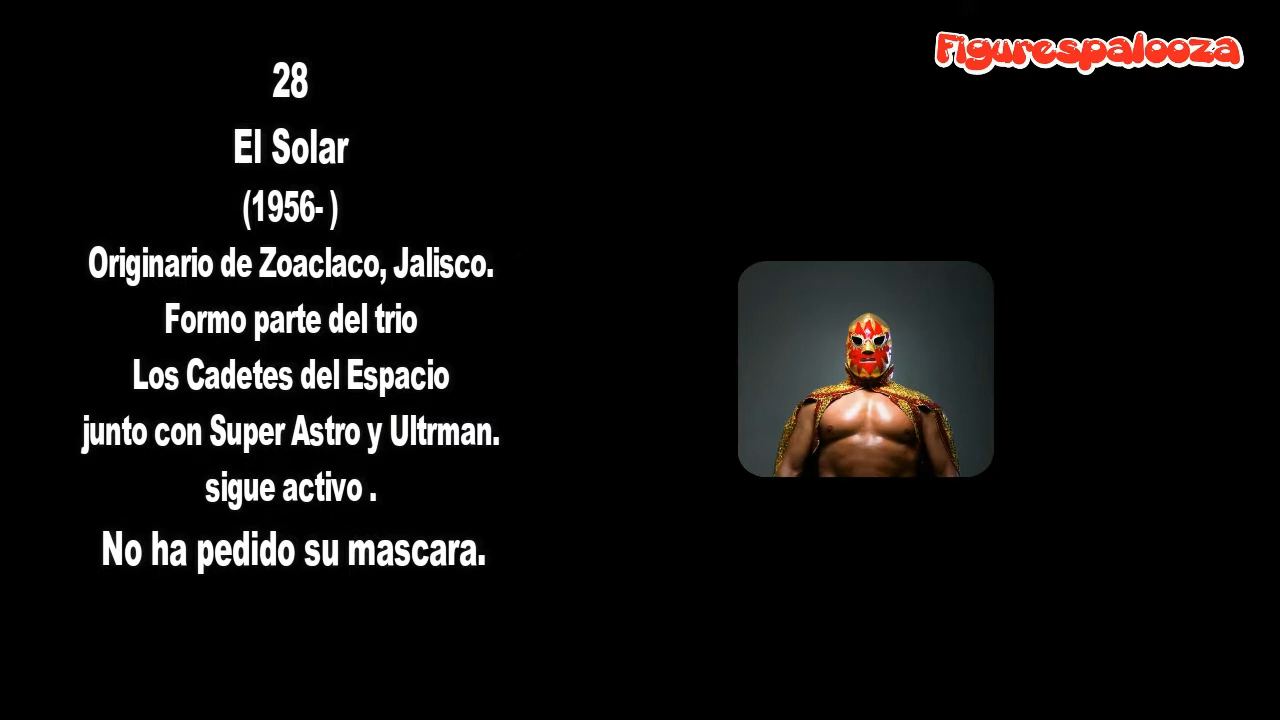 Figurespalooza
28
El Solar
(1956- )
Originario de Zoaclaco, Jalisco.
Formo parte del trio
Los Cadetes del Espacio
junto con Super Astro y Ultrman.
sigue activo .
No ha pedido su mascara.